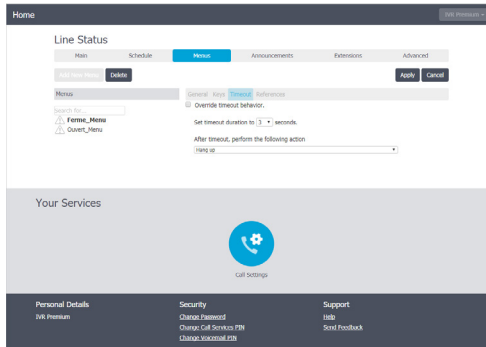 Home
IVR Premium
Line Status
Main Schedule Menus Announcements Extensions Advanced
Add New Menu Delete Apply Cancel
Menus General Keys Timeout References
Search for...
Ferme_Menu
Ouvert_Menu
Override timeout behavior.
Set timeout duration to 3 seconds.
After timeout, perform the following action
Hang up
Your Services
Call Settings
Personal Details Security Support
IVR Premium Change Password Help
Change Call Services PIN Send Feedback
Change Voicemail PIN